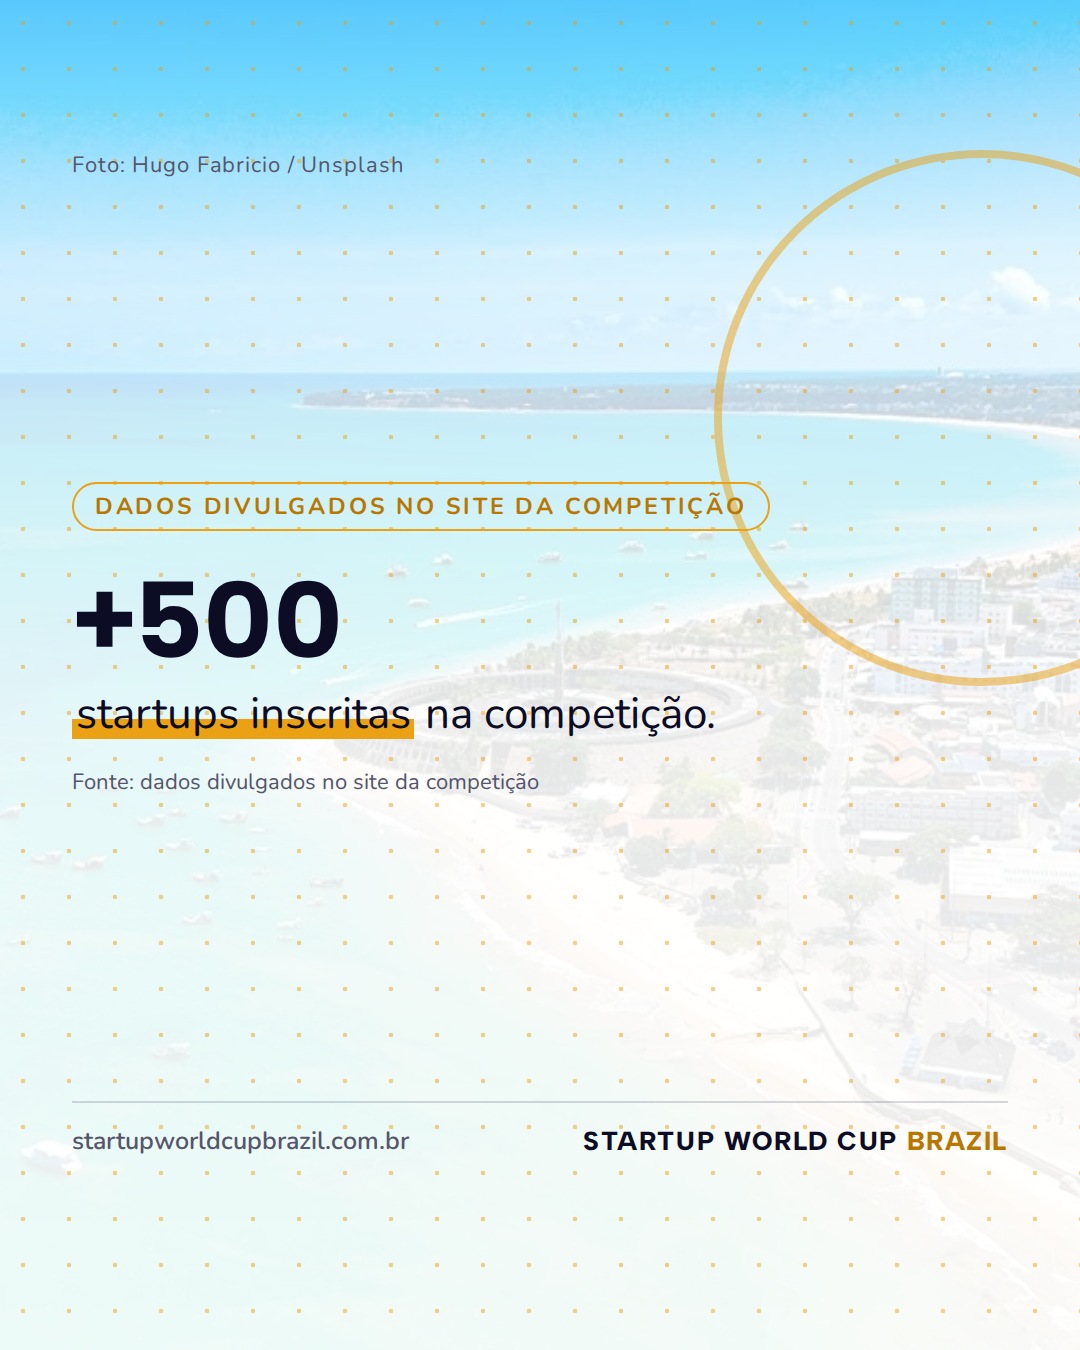 Foto: Hugo Fabricio / Unsplash
DADOS DIVULGADOS NO SITE DA COMPETIÇÃO
+500
startups inscritas na competição.
Fonte: dados divulgados no site da competição
startupworldcupbrazil.com.br
STARTUP WORLD CUP BRAZIL